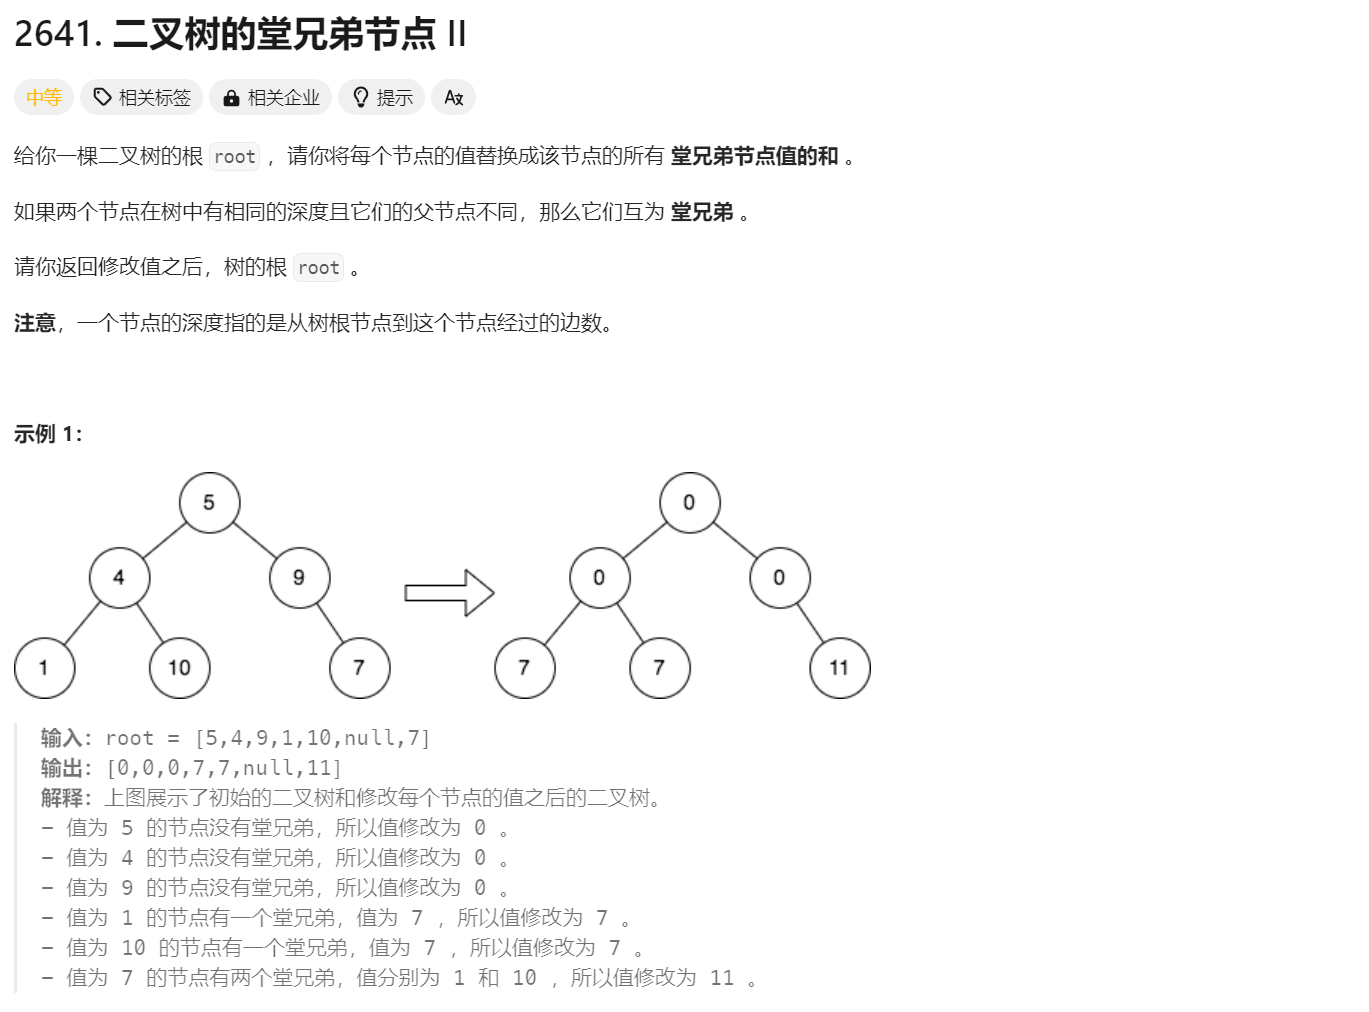 2641. 二叉树的堂兄弟节点 II
中等 相关标签 相关企业 提示 A文
给你一棵二叉树的根 root ，请你将每个节点的值替换成该节点的所有 堂兄弟节点值的和 。
如果两个节点在树中有相同的深度且它们的父节点不同，那么它们互为 堂兄弟 。
请你返回修改值之后，树的根 root 。
注意，一个节点的深度指的是从树根节点到这个节点经过的边数。
示例 1：
5 0
4 9 0 0
1 10 7 7 7 11
输入：root = [5,4,9,1,10,null,7]
输出：[0,0,0,7,7,null,11]
解释：上图展示了初始的二叉树和修改每个节点的值之后的二叉树。
- 值为 5 的节点没有堂兄弟，所以值修改为 0 。
- 值为 4 的节点没有堂兄弟，所以值修改为 0 。
- 值为 9 的节点没有堂兄弟，所以值修改为 0 。
- 值为 1 的节点有一个堂兄弟，值为 7 ，所以值修改为 7 。
- 值为 10 的节点有一个堂兄弟，值为 7 ，所以值修改为 7 。
- 值为 7 的节点有两个堂兄弟，值分别为 1 和 10 ，所以值修改为 11 。